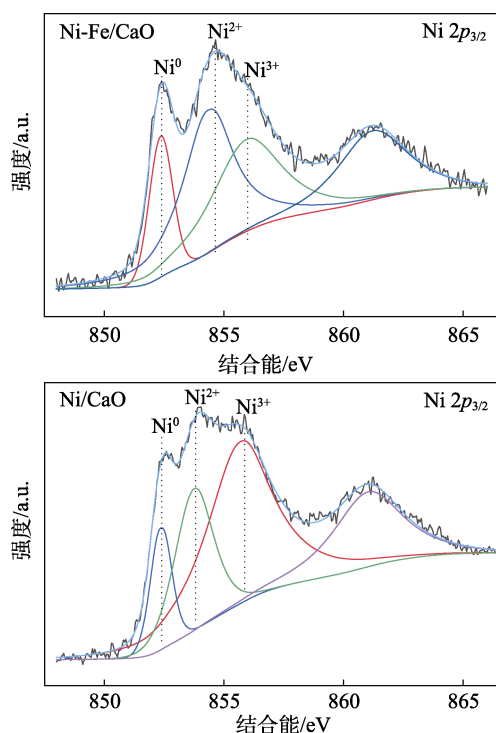 Ni-Fe/CaO
Ni²⁺
Ni 2p₃/₂
Ni⁰
Ni³⁺
强度/a.u.
850
855
860
865
结合能/eV
Ni/CaO
Ni²⁺
Ni 2p₃/₂
Ni⁰
Ni³⁺
强度/a.u.
850
855
860
865
结合能/eV